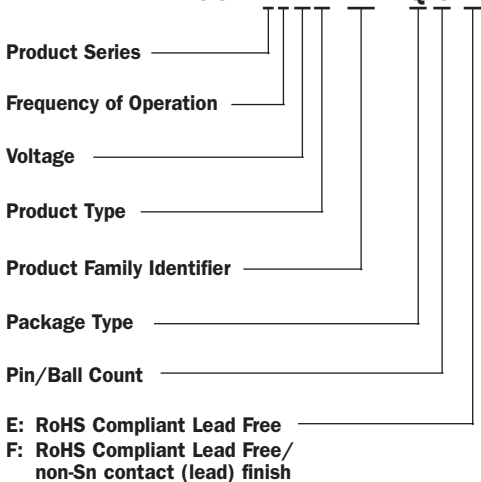 Product Series
Frequency of Operation
Voltage
Product Type
Product Family Identifier
Package Type
Pin/Ball Count
E: RoHS Compliant Lead Free
F: RoHS Compliant Lead Free/
non-Sn contact (lead) finish